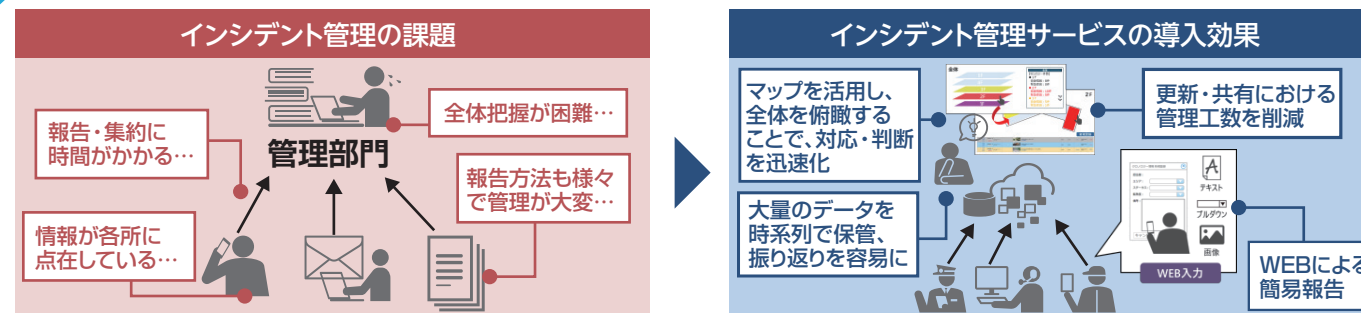 インシデント管理の課題
報告・集約に
時間がかかる…
全体把握が困難…
管理部門
報告方法も様々
で管理が大変…
情報が各所に
点在している…
インシデント管理サービスの導入効果
マップを活用し、
全体を俯瞰する
ことで、対応・判断
を迅速化
更新・共有における
管理工数を削減
大量のデータを
時系列で保管、
振り返りを容易に
A
テキスト
プルダウン
画像
WEB入力
WEBによる
簡易報告